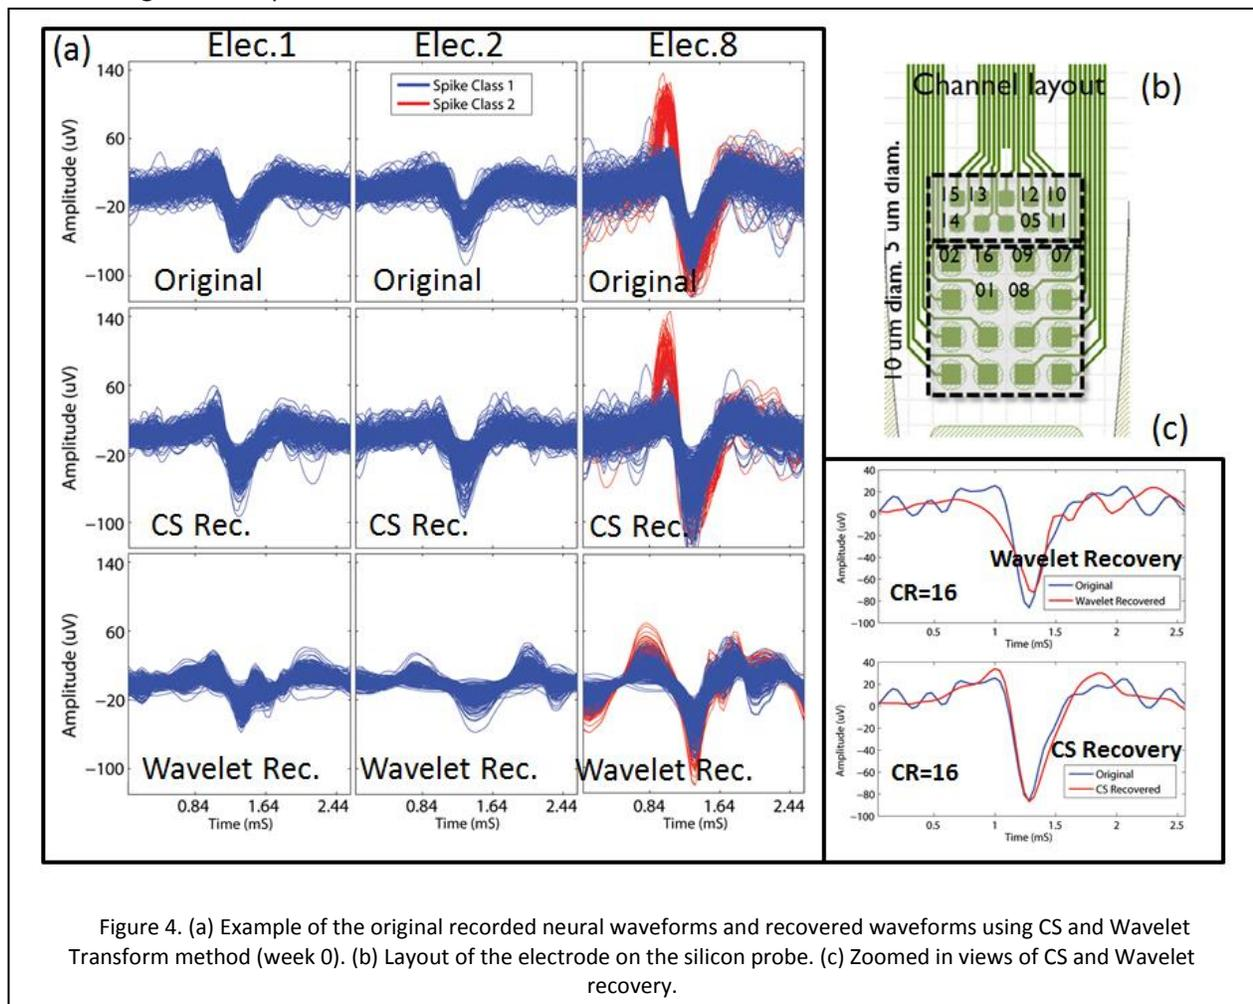 (a)
Elec.1
Elec.2
Elec.8
140
60
−20
−100
Amplitude (uV)
Original
Spike Class 1
Spike Class 2
Original
Original
140
60
−20
−100
Amplitude (uV)
CS Rec.
CS Rec.
CS Rec.
140
60
−20
−100
Amplitude (uV)
Wavelet Rec.
Wavelet Rec.
Wavelet Rec.
0.84 1.64 2.44
Time (mS)
0.84 1.64 2.44
Time (mS)
0.84 1.64 2.44
Time (mS)
Channel layout
(b)
10 um diam. 5 um diam.
15 13 12 10
14 05 11
02 16 09 07
01 08
(c)
40
20
0
−20
−40
−60
−80
−100
Amplitude (uV)
Wavelet Recovery
CR=16
Original
Wavelet Recovered
0.5 1 1.5 2 2.5
Time (mS)
40
20
0
−20
−40
−60
−80
−100
Amplitude (uV)
CS Recovery
CR=16
Original
CS Recovered
0.5 1 1.5 2 2.5
Time (mS)
Figure 4. (a) Example of the original recorded neural waveforms and recovered waveforms using CS and Wavelet
Transform method (week 0). (b) Layout of the electrode on the silicon probe. (c) Zoomed in views of CS and Wavelet
recovery.